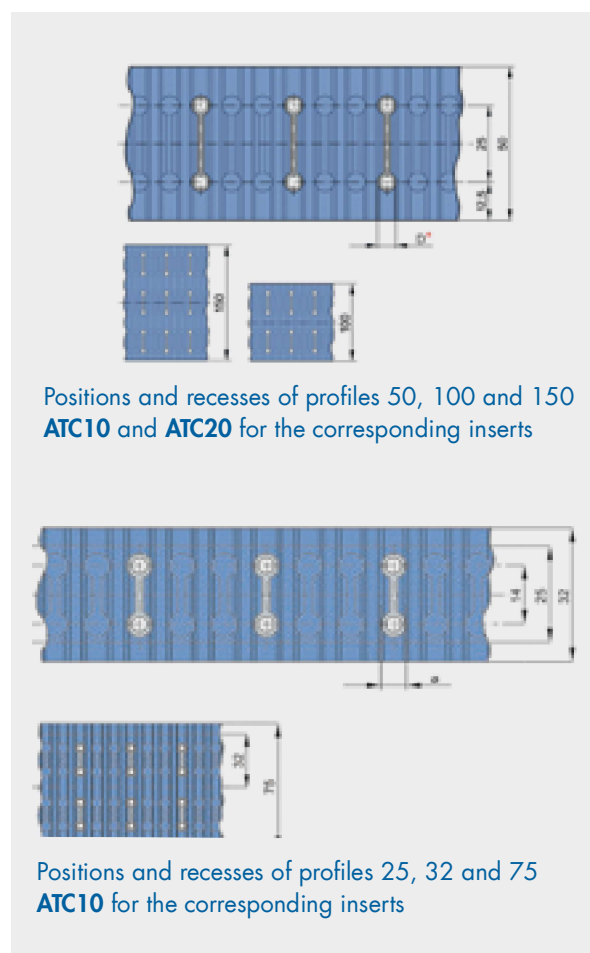 25
50
12,5
150
100
Positions and recesses of profiles 50, 100 and 150
ATC10 and ATC20 for the corresponding inserts
14
25
32
32
75
Positions and recesses of profiles 25, 32 and 75
ATC10 for the corresponding inserts